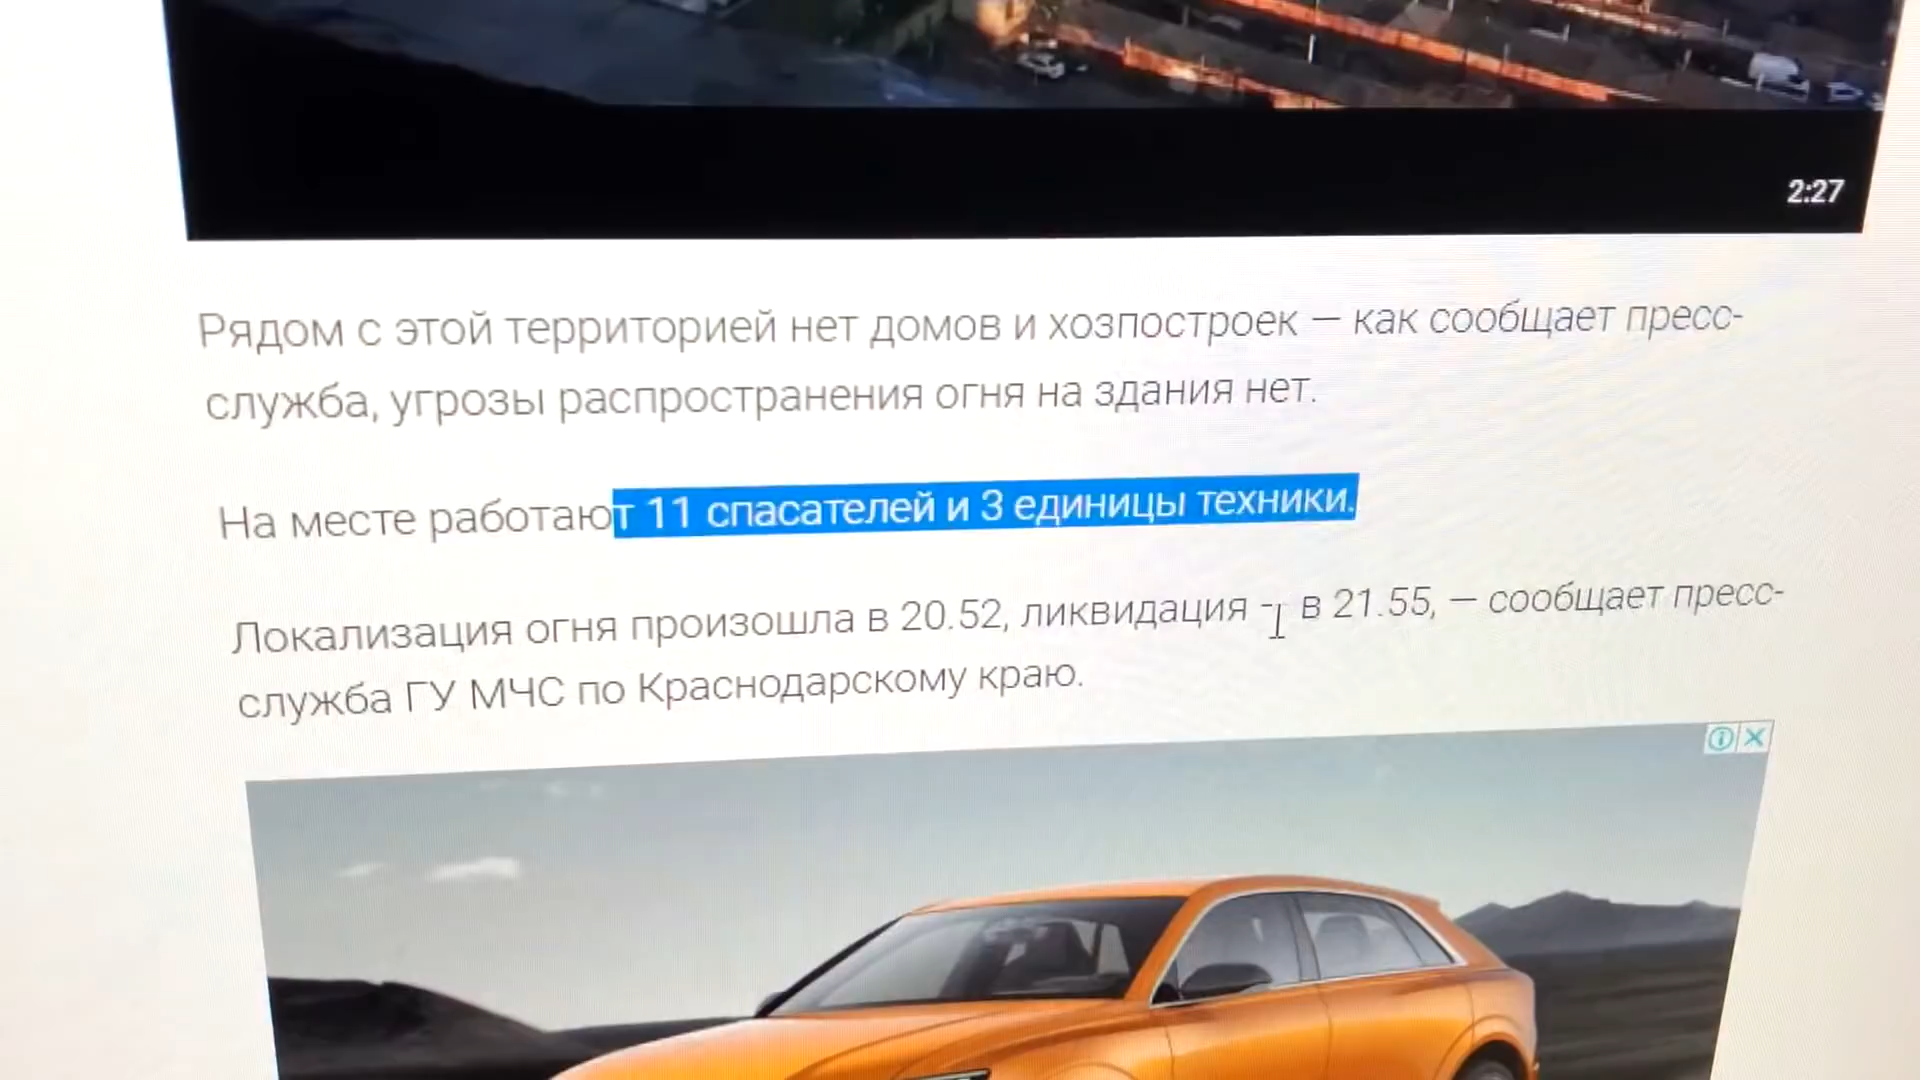 2:27
Рядом с этой территорией нет домов и хозпостроек — как сообщает пресс-
служба, угрозы распространения огня на здания нет.
На месте работают 11 спасателей и 3 единицы техники.
Локализация огня произошла в 20.52, ликвидация - в 21.55, — сообщает пресс-
служба ГУ МЧС по Краснодарскому краю.